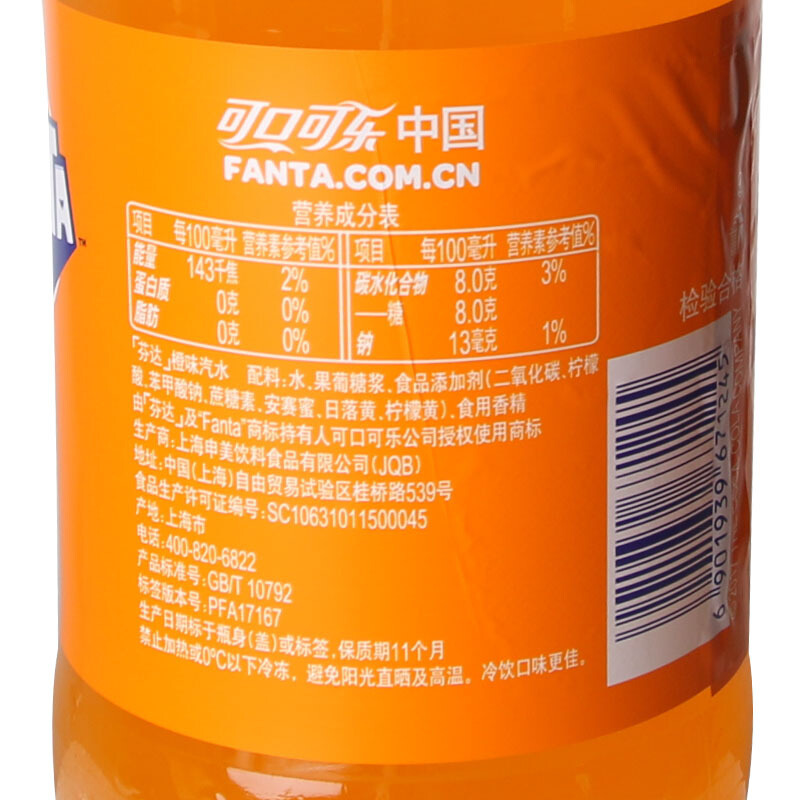 可口可乐 中国
FANTA.COM.CN
营养成分表
项目 每100毫升 营养素参考值% 项目 每100毫升 营养素参考值%
能量 143千焦 2% 碳水化合物 8.0克 3%
蛋白质 0克 0% ——糖 8.0克
脂肪 0克 0% 钠 13毫克 1%
「芬达」橙味汽水 配料:水、果葡糖浆、食品添加剂(二氧化碳、柠檬
酸、苯甲酸钠、蔗糖素、安赛蜜、日落黄、柠檬黄)、食用香精
由「芬达」及“Fanta”商标持有人可口可乐公司授权使用商标
生产商:上海申美饮料食品有限公司(JQB)
地址:中国(上海)自由贸易试验区桂桥路539号
食品生产许可证编号:SC10631011500045
产地:上海市
电话:400-820-6822
产品标准号:GB/T 10792
标签版本号:PFA17167
生产日期标于瓶身(盖)或标签,保质期11个月
禁止加热或0ºC以下冷冻,避免阳光直晒及高温。冷饮口味更佳。
检验合格
6 901939 671245
A
TM